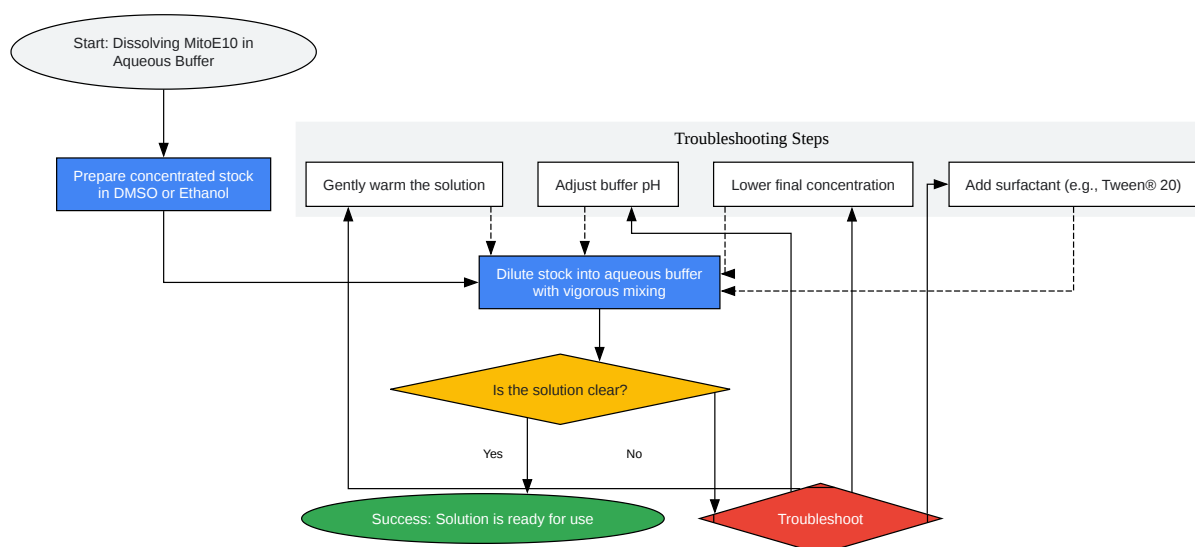 Start: Dissolving MitoE10 in
Aqueous Buffer
Troubleshooting Steps
Prepare concentrated stock
in DMSO or Ethanol
Gently warm the solution
Adjust buffer pH
Lower final concentration
Add surfactant (e.g., Tween® 20)
Dilute stock into aqueous buffer
with vigorous mixing
Is the solution clear?
Yes
No
Success: Solution is ready for use
Troubleshoot